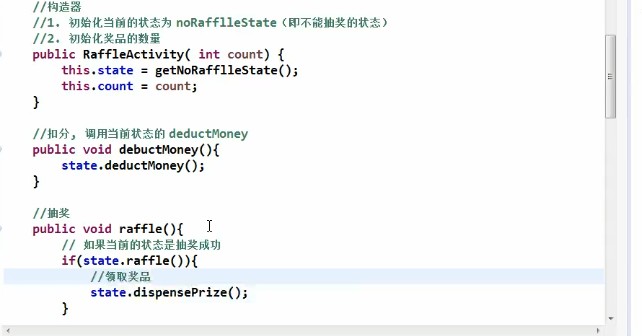 //构造器
//1. 初始化当前的状态为 noRafflleState（即不能抽奖的状态）
//2. 初始化奖品的数量
public RaffleActivity( int count) {
this.state = getNoRafflleState();
this.count = count;
}
//扣分, 调用当前状态的 deductMoney
public void debuctMoney(){
state.deductMoney();
}
//抽奖
public void raffle(){
// 如果当前的状态是抽奖成功
if(state.raffle()){
//领取奖品
state.dispensePrize();
}